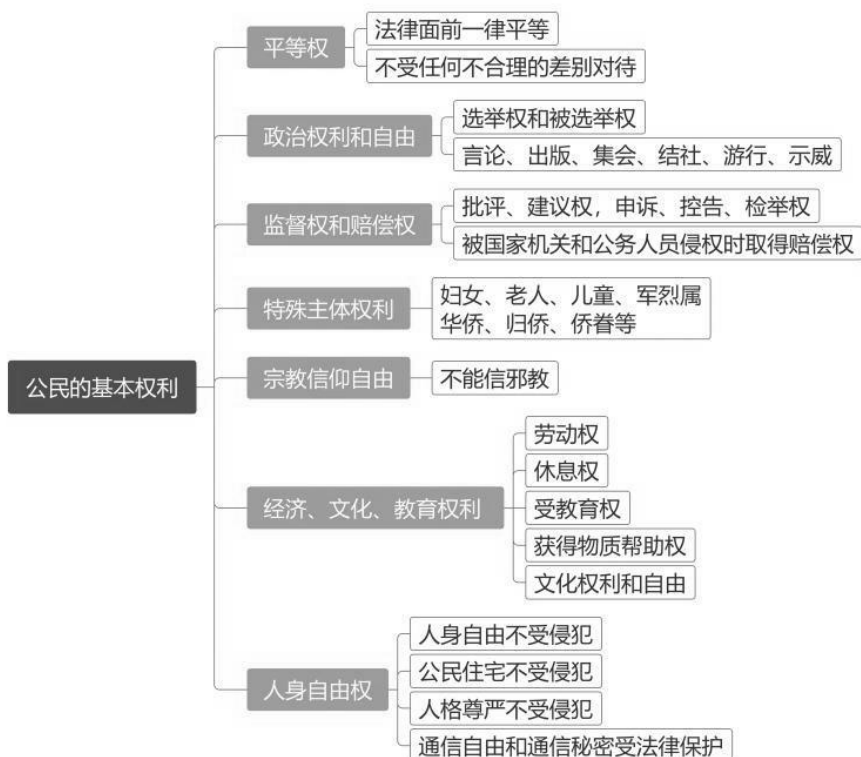 公民的基本权利
平等权
法律面前一律平等
不受任何不合理的差别对待
政治权利和自由
选举权和被选举权
言论、出版、集会、结社、游行、示威
监督权和赔偿权
批评、建议权，申诉、控告、检举权
被国家机关和公务人员侵权时取得赔偿权
特殊主体权利
妇女、老人、儿童、军烈属
华侨、归侨、侨眷等
宗教信仰自由
不能信邪教
经济、文化、教育权利
劳动权
休息权
受教育权
获得物质帮助权
文化权利和自由
人身自由权
人身自由不受侵犯
公民住宅不受侵犯
人格尊严不受侵犯
通信自由和通信秘密受法律保护